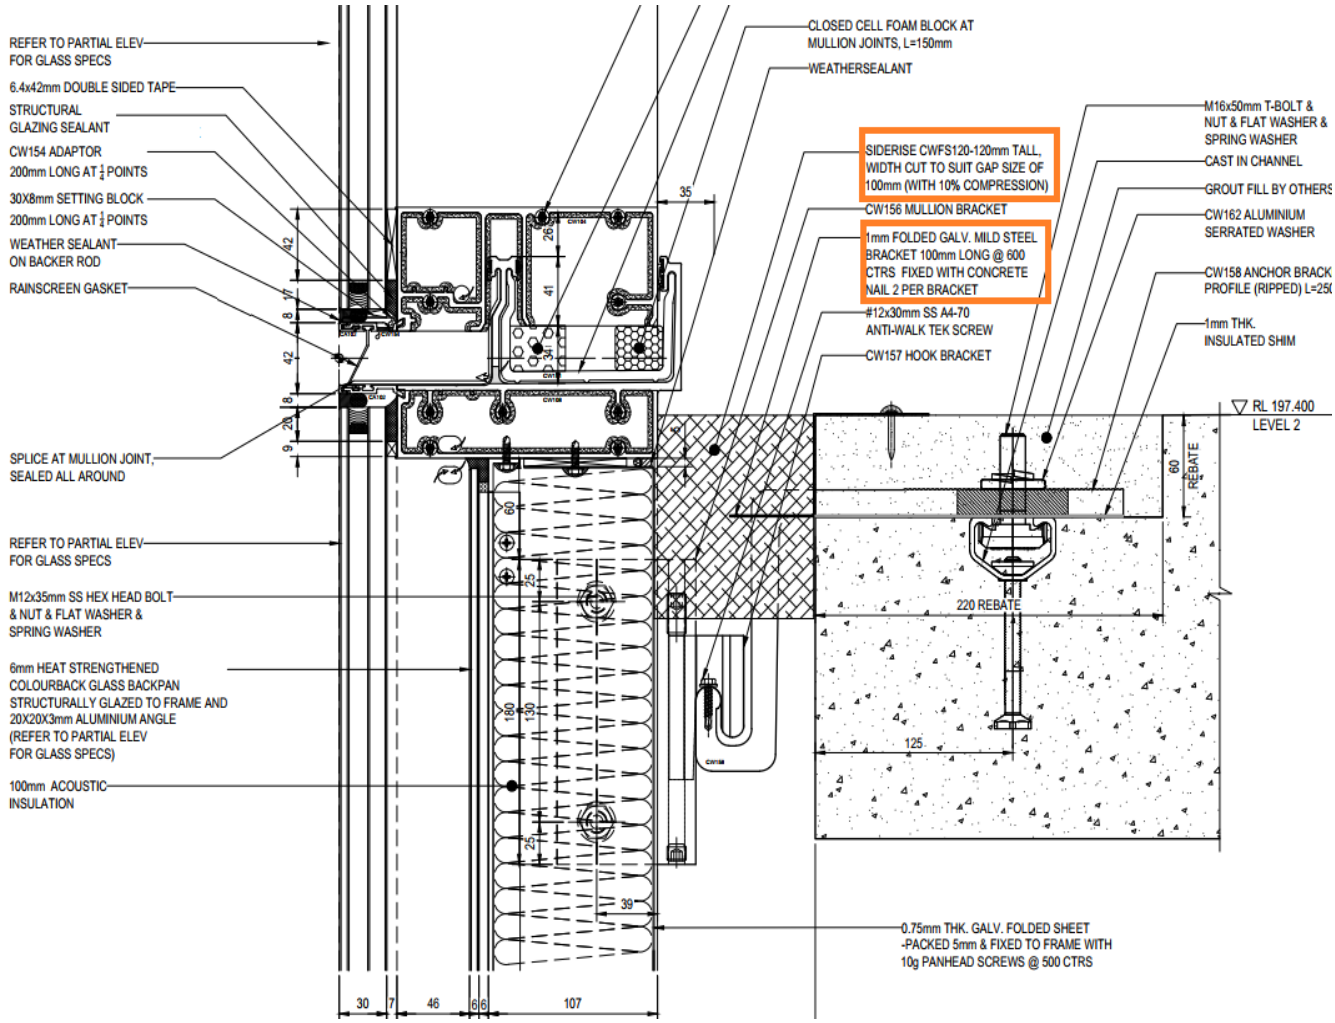 REFER TO PARTIAL ELEV
FOR GLASS SPECS
6.4x42mm DOUBLE SIDED TAPE
STRUCTURAL
GLAZING SEALANT
CW154 ADAPTOR
200mm LONG AT ¼ POINTS
30X8mm SETTING BLOCK
200mm LONG AT ¼ POINTS
WEATHER SEALANT
ON BACKER ROD
RAINSCREEN GASKET
SPLICE AT MULLION JOINT,
SEALED ALL AROUND
REFER TO PARTIAL ELEV
FOR GLASS SPECS
M12x35mm SS HEX HEAD BOLT
& NUT & FLAT WASHER &
SPRING WASHER
6mm HEAT STRENGTHENED
COLOURBACK GLASS BACKPAN
STRUCTURALLY GLAZED TO FRAME AND
20X20X3mm ALUMINIUM ANGLE
(REFER TO PARTIAL ELEV
FOR GLASS SPECS)
100mm ACOUSTIC
INSULATION
42
17
8
42
8
20
9
26
41
34
35
5
60
25
180
130
25
39
30
7
46
6
6
107
CLOSED CELL FOAM BLOCK AT
MULLION JOINTS, L=150mm
WEATHERSEALANT
SIDERISE CWFS120-120mm TALL,
WIDTH CUT TO SUIT GAP SIZE OF
100mm (WITH 10% COMPRESSION)
CW156 MULLION BRACKET
1mm FOLDED GALV. MILD STEEL
BRACKET 100mm LONG @ 600
CTRS FIXED WITH CONCRETE
NAIL 2 PER BRACKET
#12x30mm SS A4-70
ANTI-WALK TEK SCREW
CW157 HOOK BRACKET
M16x50mm T-BOLT &
NUT & FLAT WASHER &
SPRING WASHER
CAST IN CHANNEL
GROUT FILL BY OTHERS
CW162 ALUMINIUM
SERRATED WASHER
CW158 ANCHOR BRACK
PROFILE (RIPPED) L=250
1mm THK.
INSULATED SHIM
RL 197.400
LEVEL 2
60
REBATE
220 REBATE
125
0.75mm THK. GALV. FOLDED SHEET
-PACKED 5mm & FIXED TO FRAME WITH
10g PANHEAD SCREWS @ 500 CTRS